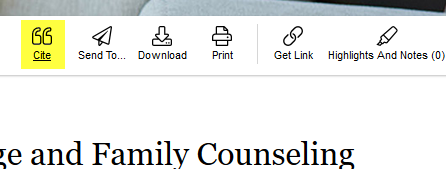 Cite Send To... Download Print Get Link Highlights And Notes (0)
ge and Family Counseling